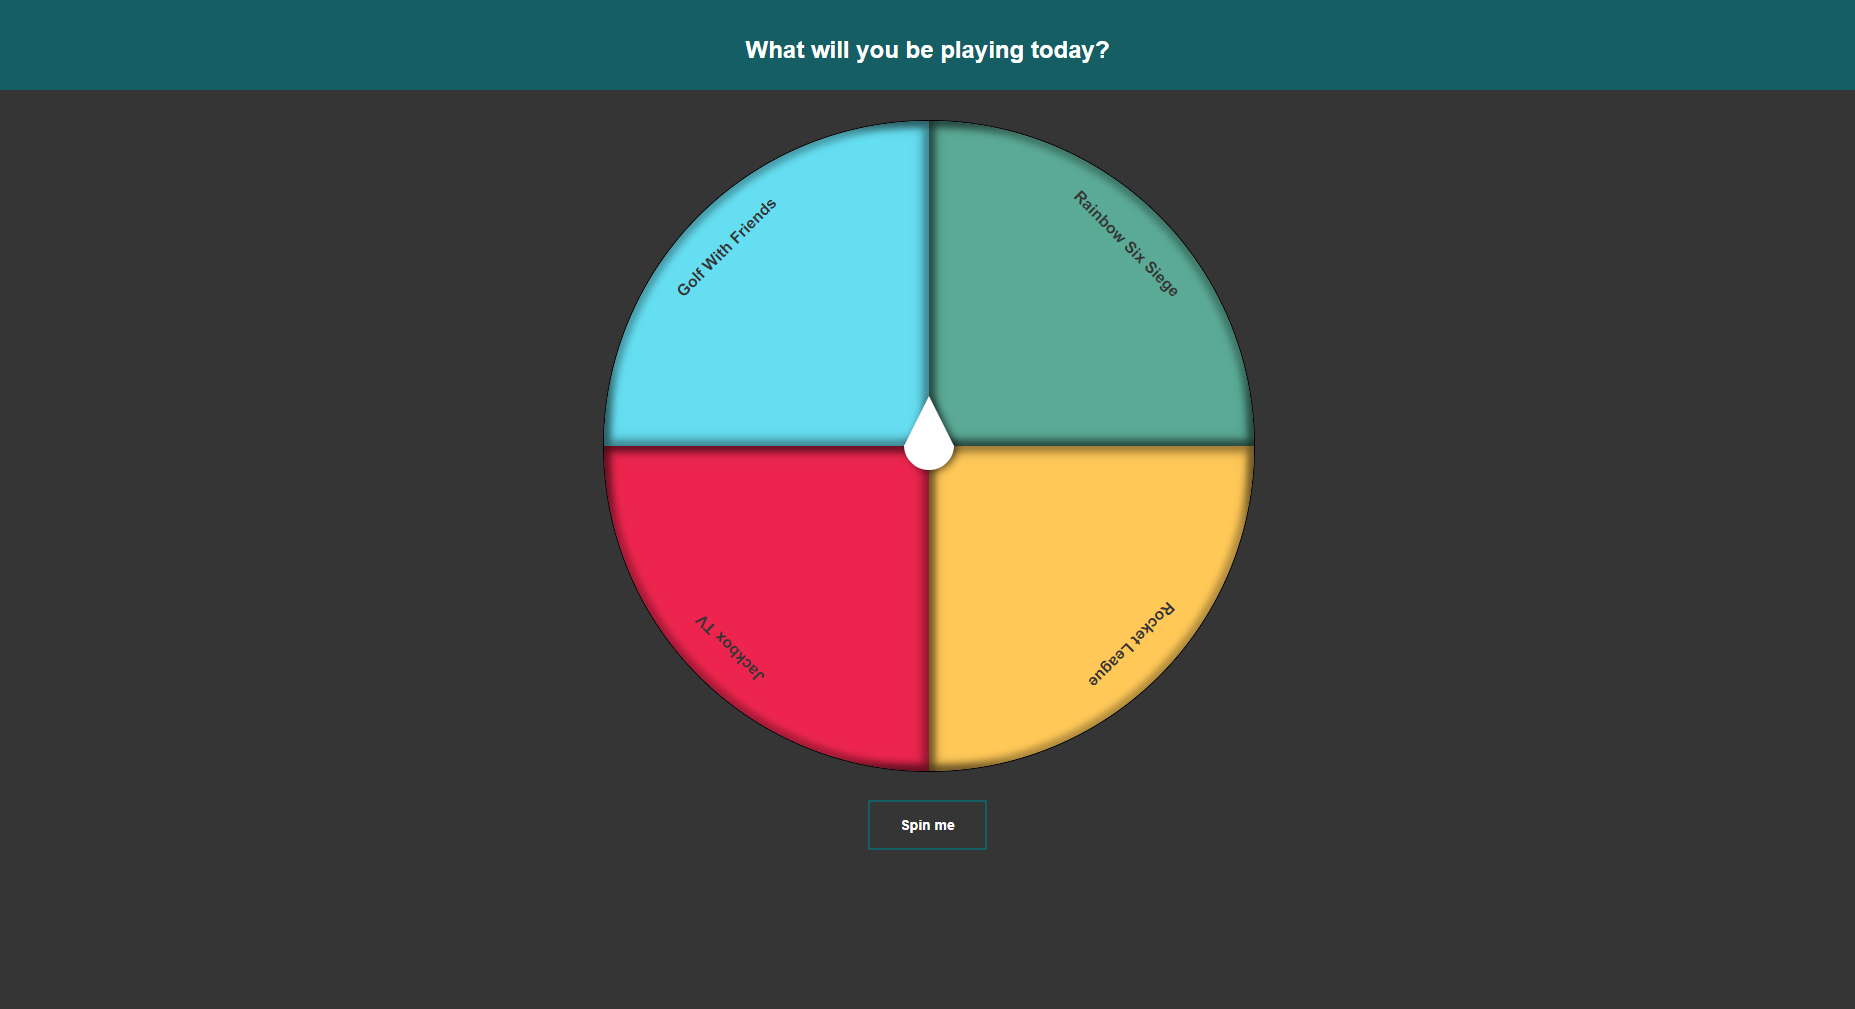 What will you be playing today?
Golf With Friends
Rainbow Six Siege
Jackbox TV
Rocket League
Spin me